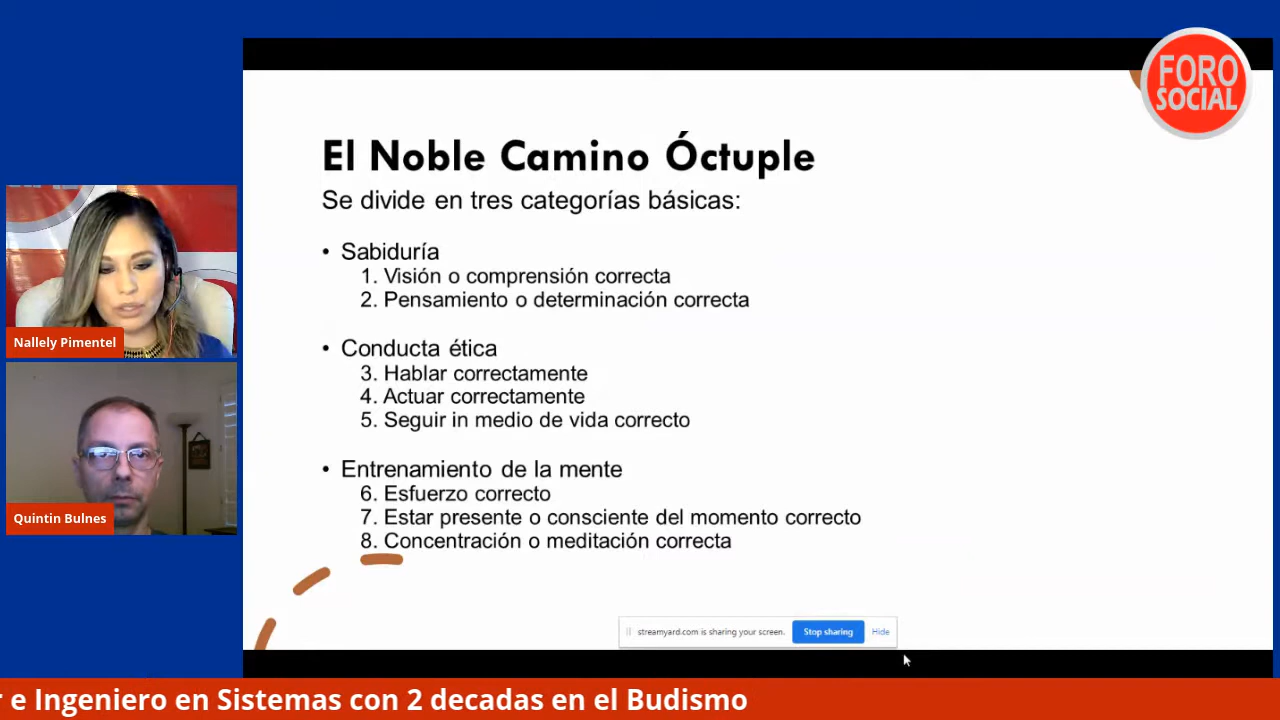 FORO
SOCIAL
El Noble Camino Óctuple
Se divide en tres categorías básicas:
• Sabiduría
1. Visión o comprensión correcta
2. Pensamiento o determinación correcta
• Conducta ética
3. Hablar correctamente
4. Actuar correctamente
5. Seguir in medio de vida correcto
• Entrenamiento de la mente
6. Esfuerzo correcto
7. Estar presente o consciente del momento correcto
8. Concentración o meditación correcta
Nallely Pimentel
Quintin Bulnes
streamyard.com is sharing your screen.
Stop sharing
Hide
e Ingeniero en Sistemas con 2 decadas en el Budismo